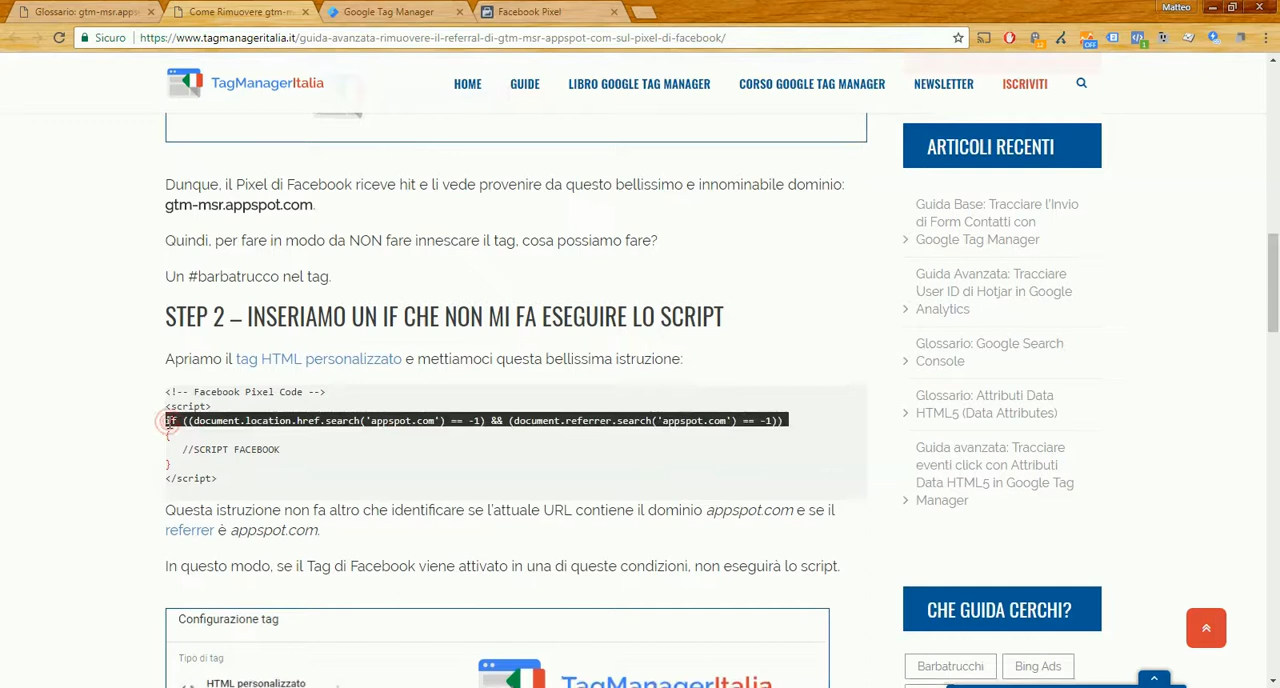 Glossario: gtm-msr.apps
Come Rimuovere gtm-m
Google Tag Manager
Facebook Pixel
Matteo
Sicuro
https://www.tagmanageritalia.it/guida-avanzata-rimuovere-il-referral-di-gtm-msr-appspot-com-sul-pixel-di-facebook/
TagManagerItalia
HOME
GUIDE
LIBRO GOOGLE TAG MANAGER
CORSO GOOGLE TAG MANAGER
NEWSLETTER
ISCRIVITI
Dunque, il Pixel di Facebook riceve hit e li vede provenire da questo bellissimo e innominabile dominio:
gtm-msr.appspot.com.
Quindi, per fare in modo da NON fare innescare il tag, cosa possiamo fare?
Un #barbatrucco nel tag.
STEP 2 – INSERIAMO UN IF CHE NON MI FA ESEGUIRE LO SCRIPT
Apriamo il tag HTML personalizzato e mettiamoci questa bellissima istruzione:
<!-- Facebook Pixel Code -->
<script>
if ((document.location.href.search('appspot.com') == -1) && (document.referrer.search('appspot.com') == -1))
{
//SCRIPT FACEBOOK
}
</script>
Questa istruzione non fa altro che identificare se l'attuale URL contiene il dominio appspot.com e se il
referrer è appspot.com.
In questo modo, se il Tag di Facebook viene attivato in una di queste condizioni, non eseguirà lo script.
Configurazione tag
Tipo di tag
HTML personalizzato
TagManagerItalia
ARTICOLI RECENTI
Guida Base: Tracciare l'Invio
di Form Contatti con
Google Tag Manager
Guida Avanzata: Tracciare
User ID di Hotjar in Google
Analytics
Glossario: Google Search
Console
Glossario: Attributi Data
HTML5 (Data Attributes)
Guida avanzata: Tracciare
eventi click con Attributi
Data HTML5 in Google Tag
Manager
CHE GUIDA CERCHI?
Barbatrucchi
Bing Ads